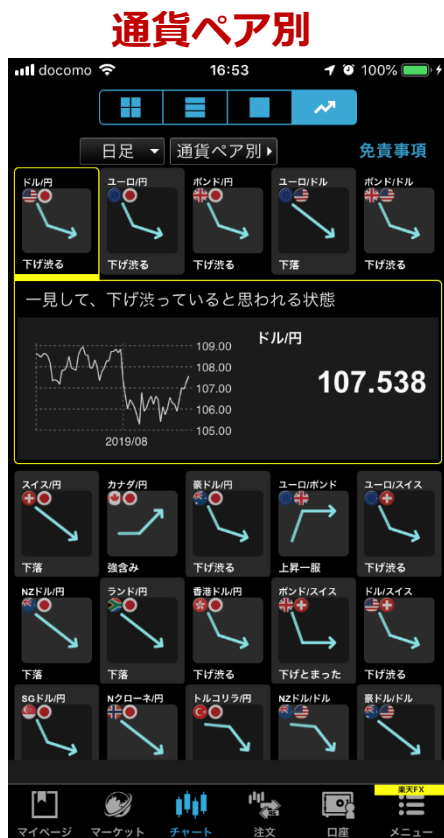 通貨ペア別
docomo 16:53 100%
日足 通貨ペア別 免責事項
ドル/円 ユーロ/円 ポンド/円 ユーロ/ドル ポンド/ドル
下げ渋る 下げ渋る 下げ渋る 下落 下げ渋る
一見して、下げ渋っていると思われる状態
ドル/円
109.00
108.00
107.538
107.00
106.00
105.00
2019/08
スイス/円 カナダ/円 豪ドル/円 ユーロ/ポンド ユーロ/スイス
下落 強含み 下げ渋る 上昇一服 下げ渋る
NZドル/円 ランド/円 香港ドル/円 ポンド/スイス ドル/スイス
下落 下落 下げ渋る 下げとまった 下げ渋る
SGドル/円 Nクローネ/円 トルコリラ/円 NZドル/ドル 豪ドル/ドル
楽天FX
マイページ マーケット チャート 注文 口座 メニュー